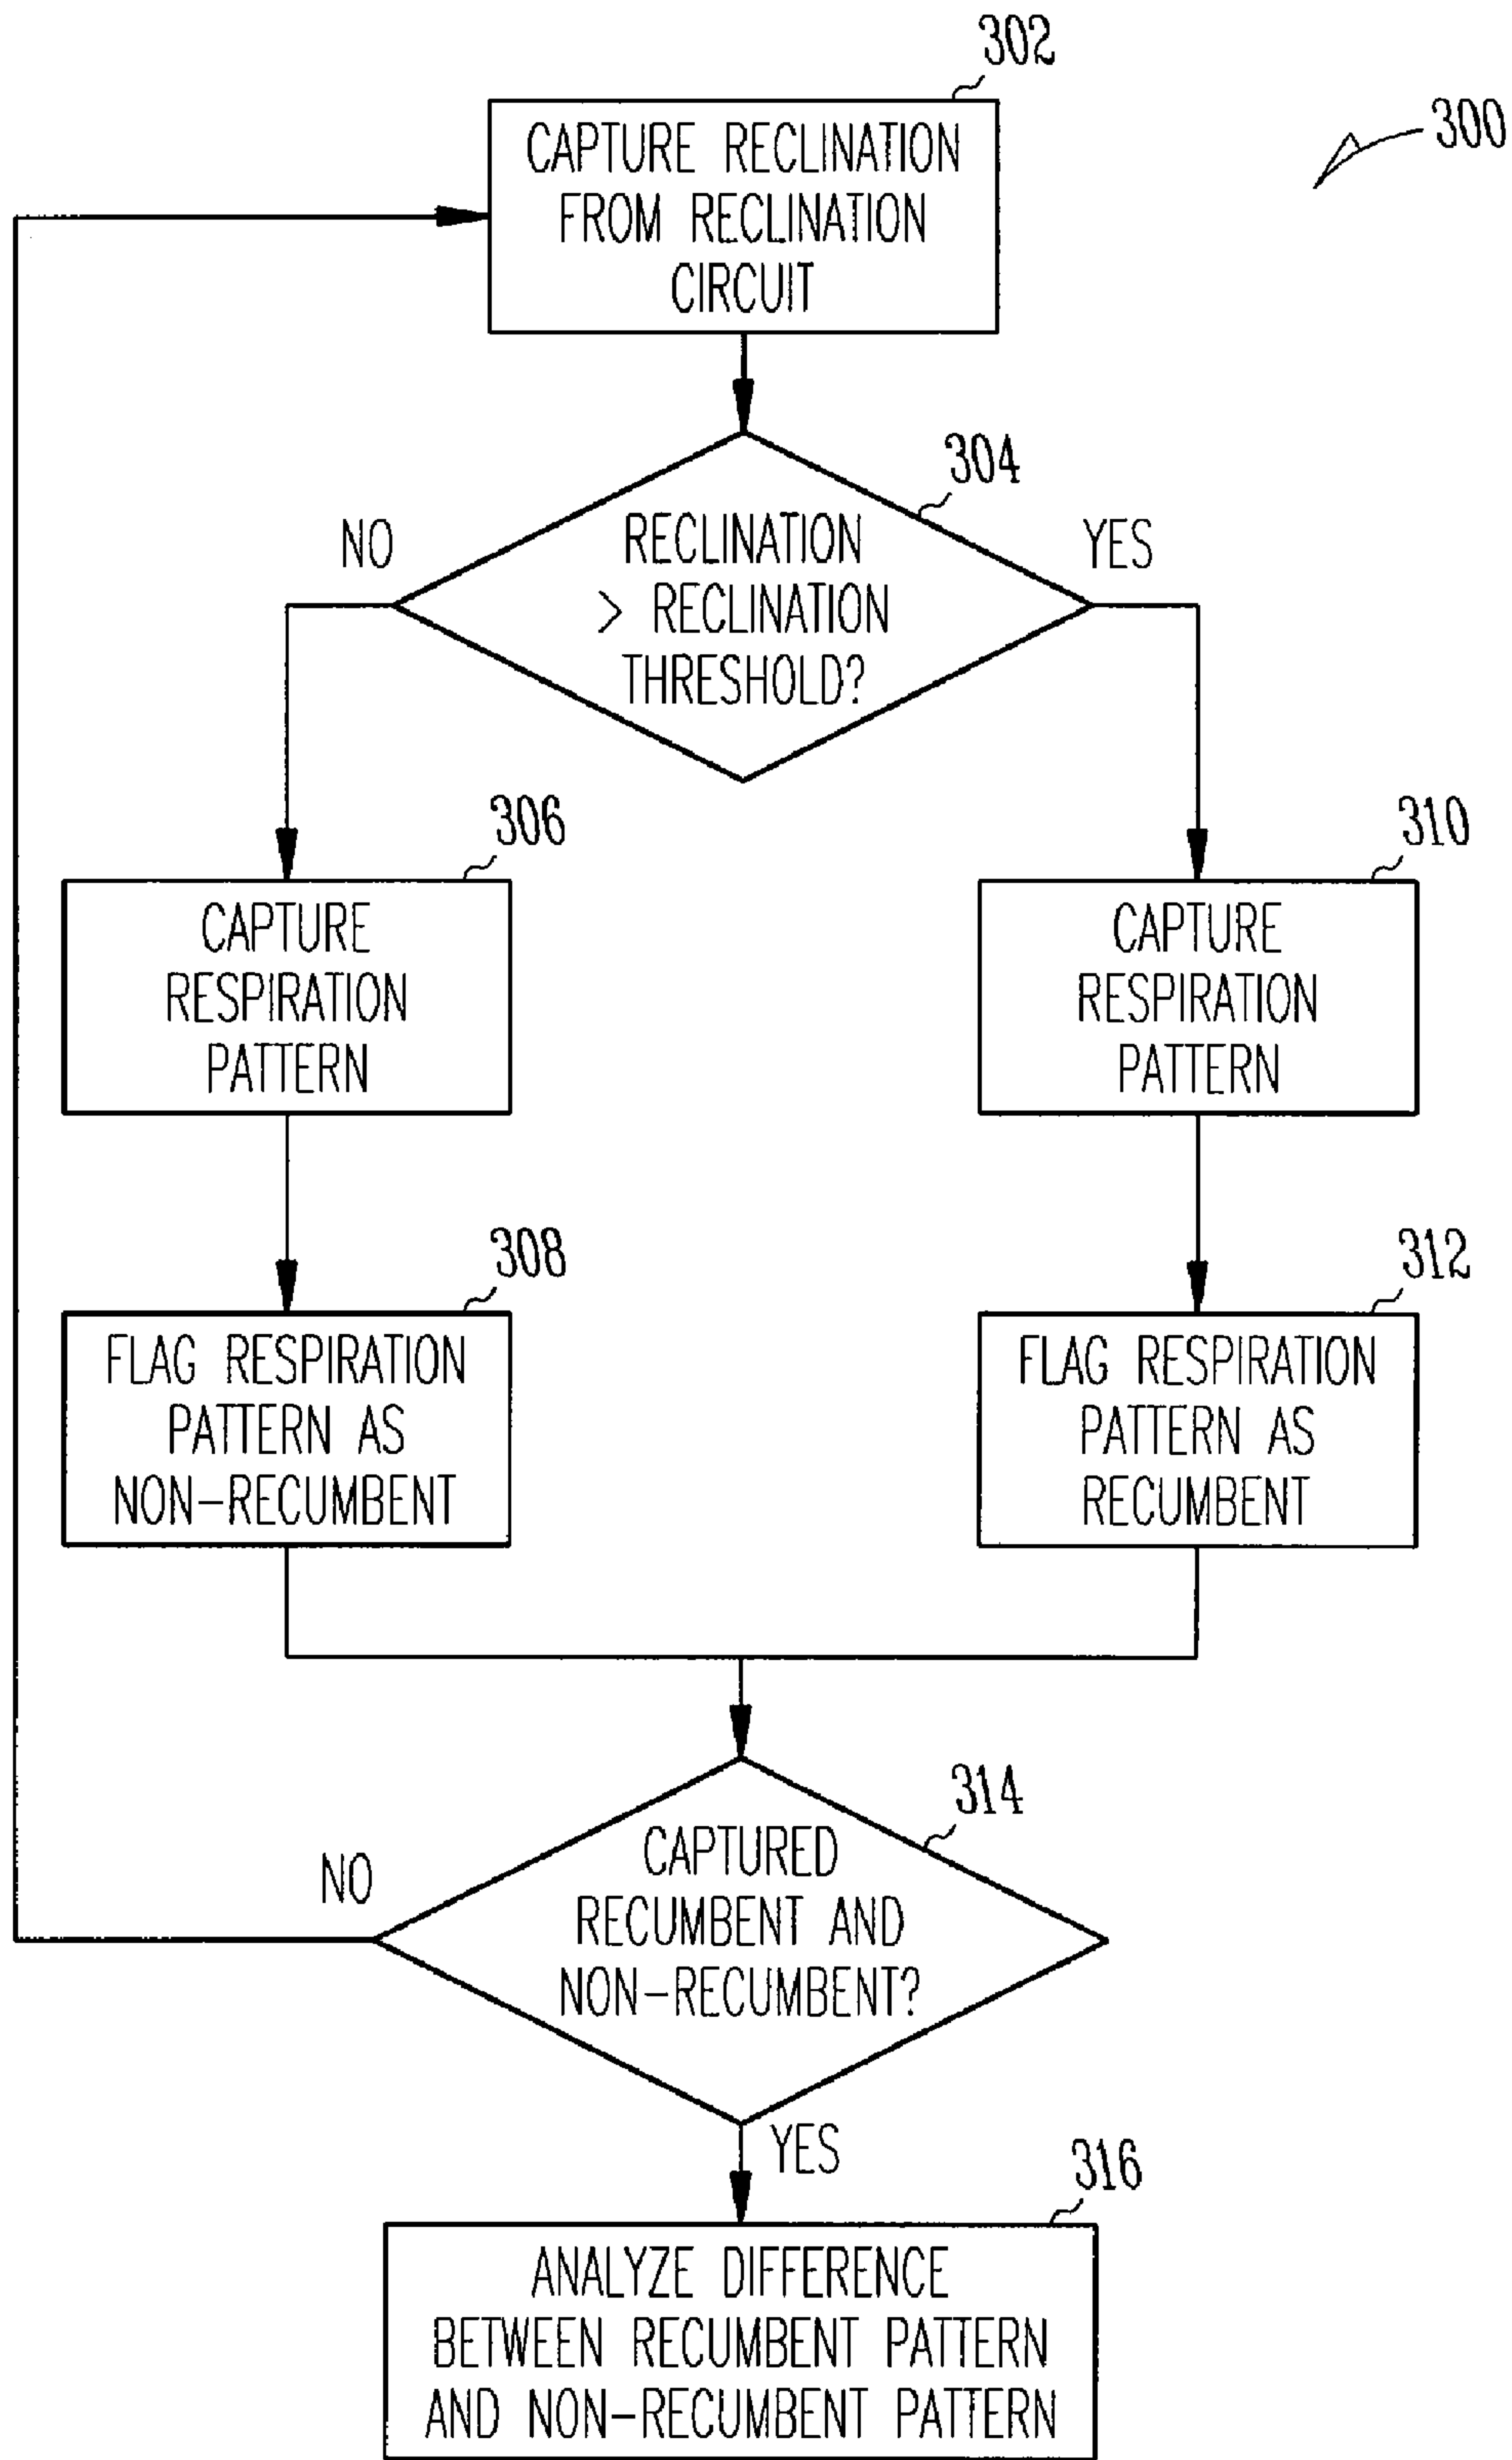 302
300
CAPTURE RECLINATION
FROM RECLINATION
CIRCUIT
304
NO
YES
RECLINATION
> RECLINATION
THRESHOLD?
306
310
CAPTURE
RESPIRATION
PATTERN
CAPTURE
RESPIRATION
PATTERN
308
312
FLAG RESPIRATION
PATTERN AS
NON-RECUMBENT
FLAG RESPIRATION
PATTERN AS
RECUMBENT
314
NO
CAPTURED
RECUMBENT AND
NON-RECUMBENT?
YES
316
ANALYZE DIFFERENCE
BETWEEN RECUMBENT PATTERN
AND NON-RECUMBENT PATTERN